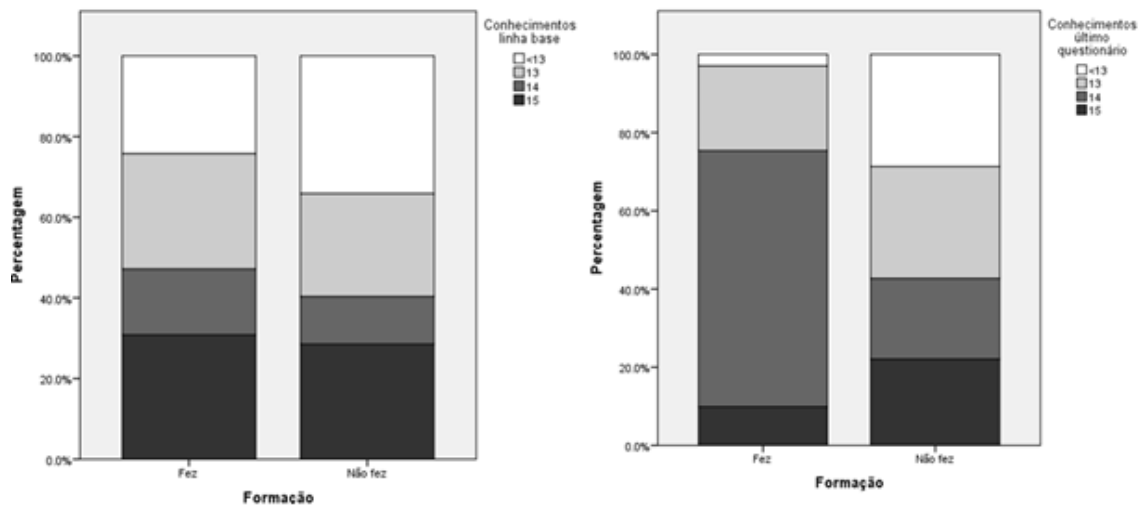 Conhecimentos
linha base
<13
13
14
15
100.0%
80.0%
60.0%
40.0%
20.0%
0.0%
Percentagem
Fez
Não fez
Formação
Conhecimentos
último
questionário
<13
13
14
15
100.0%
80.0%
60.0%
40.0%
20.0%
0.0%
Percentagem
Fez
Não fez
Formação